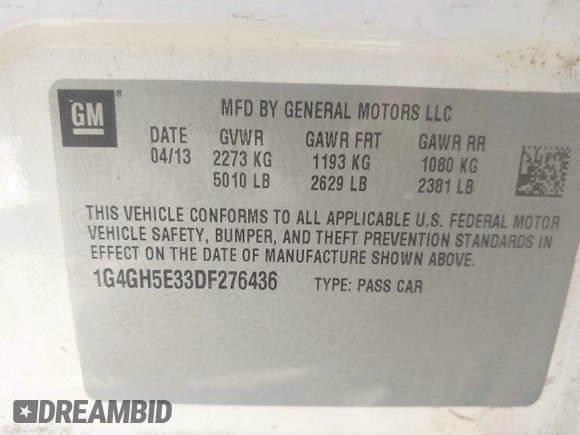 GM
MFD BY GENERAL MOTORS LLC
DATE GVWR GAWR FRT GAWR RR
04/13 2273 KG 1193 KG 1080 KG
5010 LB 2629 LB 2381 LB
THIS VEHICLE CONFORMS TO ALL APPLICABLE U.S. FEDERAL MOTOR
VEHICLE SAFETY, BUMPER, AND THEFT PREVENTION STANDARDS IN
EFFECT ON THE DATE OF MANUFACTURE SHOWN ABOVE.
1G4GH5E33DF276436 TYPE: PASS CAR
DREAMBID